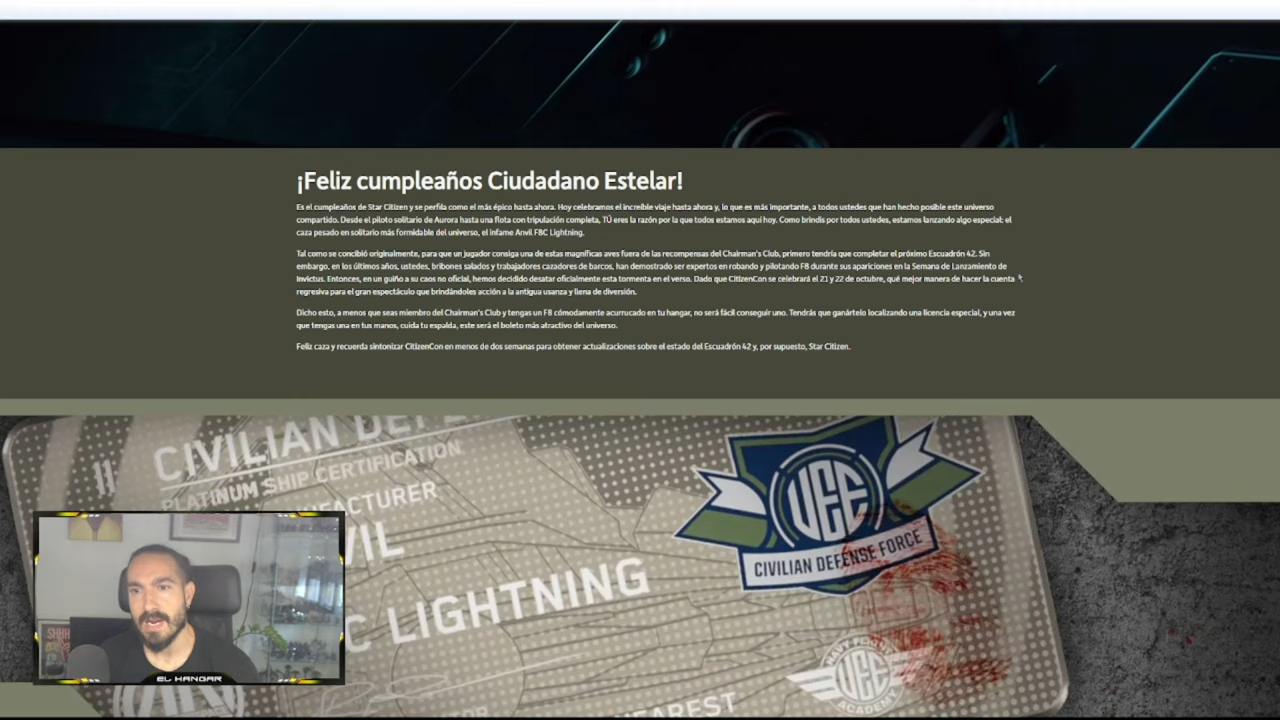 ¡Feliz cumpleaños Ciudadano Estelar!
Es el cumpleaños de Star Citizen y se perfila como el más épico hasta ahora. Hoy celebramos el increíble viaje hasta ahora y, lo que es más importante, a todos ustedes que han hecho posible este universo
compartido. Desde el piloto solitario de Aurora hasta una flota con tripulación completa, TÚ eres la razón por la que todos estamos aquí hoy. Como brindis por todos ustedes, estamos lanzando algo especial: el
caza pesado en solitario más formidable del universo, el infame Anvil F8C Lightning.
Tal como se concibió originalmente, para que un jugador consiga una de estas magníficas aves fuera de las recompensas del Chairman's Club, primero tendría que completar el próximo Escuadrón 42. Sin
embargo, en los últimos años, ustedes, bribones salados y trabajadores cazadores de barcos, han demostrado ser expertos en robando y pilotando F8 durante sus apariciones en la Semana de Lanzamiento de
Invictus. Entonces, en un guiño a su caos no oficial, hemos decidido desatar oficialmente esta tormenta en el verso. Dado que CitizenCon se celebrará el 21 y 22 de octubre, qué mejor manera de hacer la cuenta
regresiva para el gran espectáculo que brindándoles acción a la antigua usanza y llena de diversión.
Dicho esto, a menos que seas miembro del Chairman's Club y tengas un F8 cómodamente acurrucado en tu hangar, no será fácil conseguir uno. Tendrás que ganártelo localizando una licencia especial, y una vez
que tengas una en tus manos, cuida tu espalda, este será el boleto más atractivo del universo.
Feliz caza y recuerda sintonizar CitizenCon en menos de dos semanas para obtener actualizaciones sobre el estado del Escuadrón 42 y, por supuesto, Star Citizen.
CIVILIAN DEF
PLATINUM SHIP CERTIFICATION
FACTURER
VIL
C LIGHTNING
UEE
CIVILIAN DEFENSE FORCE
UEE
ACADEMY
NEAREST
SHHH
EL HANGAR